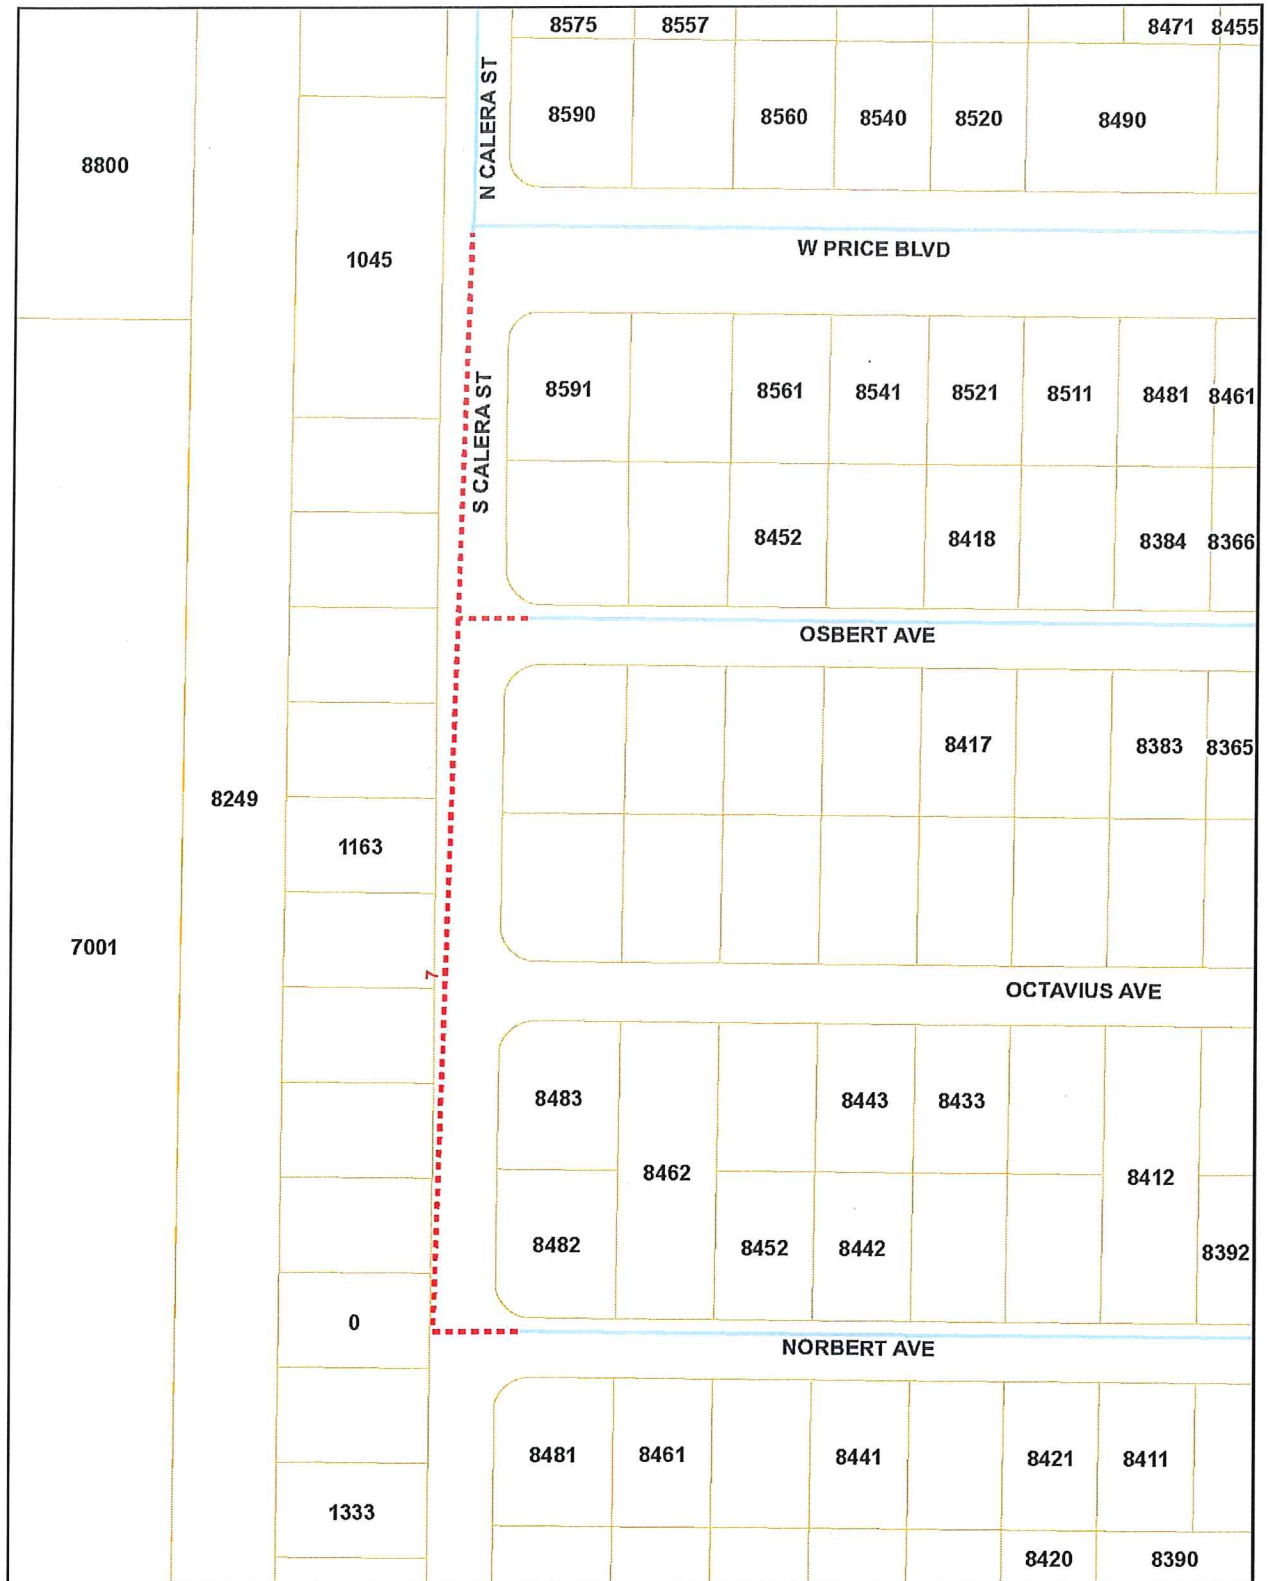 8575 8557 8471 8455
N CALERA ST
8590 8560 8540 8520 8490
8800
W PRICE BLVD
1045
S CALERA ST
8591 8561 8541 8521 8511 8481 8461
8452 8418 8384 8366
OSBERT AVE
8417 8383 8365
8249
1163
7001
7
OCTAVIUS AVE
8483 8443 8433
8462 8412
8482 8452 8442 8392
0
NORBERT AVE
8481 8461 8441 8421 8411
1333
8420 8390